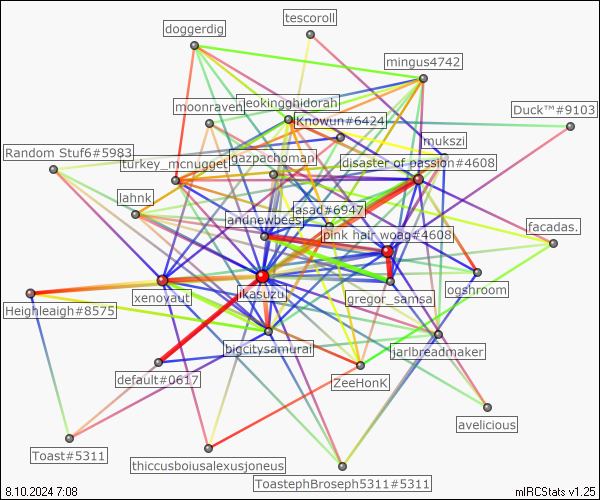 tescoroll
doggerdig
mingus4742
moonraven
neokingghidorah
Duck™#9103
Knowun#6424
mukszi
Random Stuf6#5983
turkey_mcnugget
gazpachoman
disaster of passion#4608
lahnk
asad#6947
andnewbees
pink hair woag#4608
facadas.
xenoyaut
ikasuzu
gregor_samsa
ogshroom
Heighleaigh#8575
bigcitysamurai
jarlbreadmaker
default#0617
ZeeHonK
avelicious
Toast#5311
thiccusboiusalexusjoneus
ToastephBroseph5311#5311
8.10.2024 7:08
mIRCStats v1.25